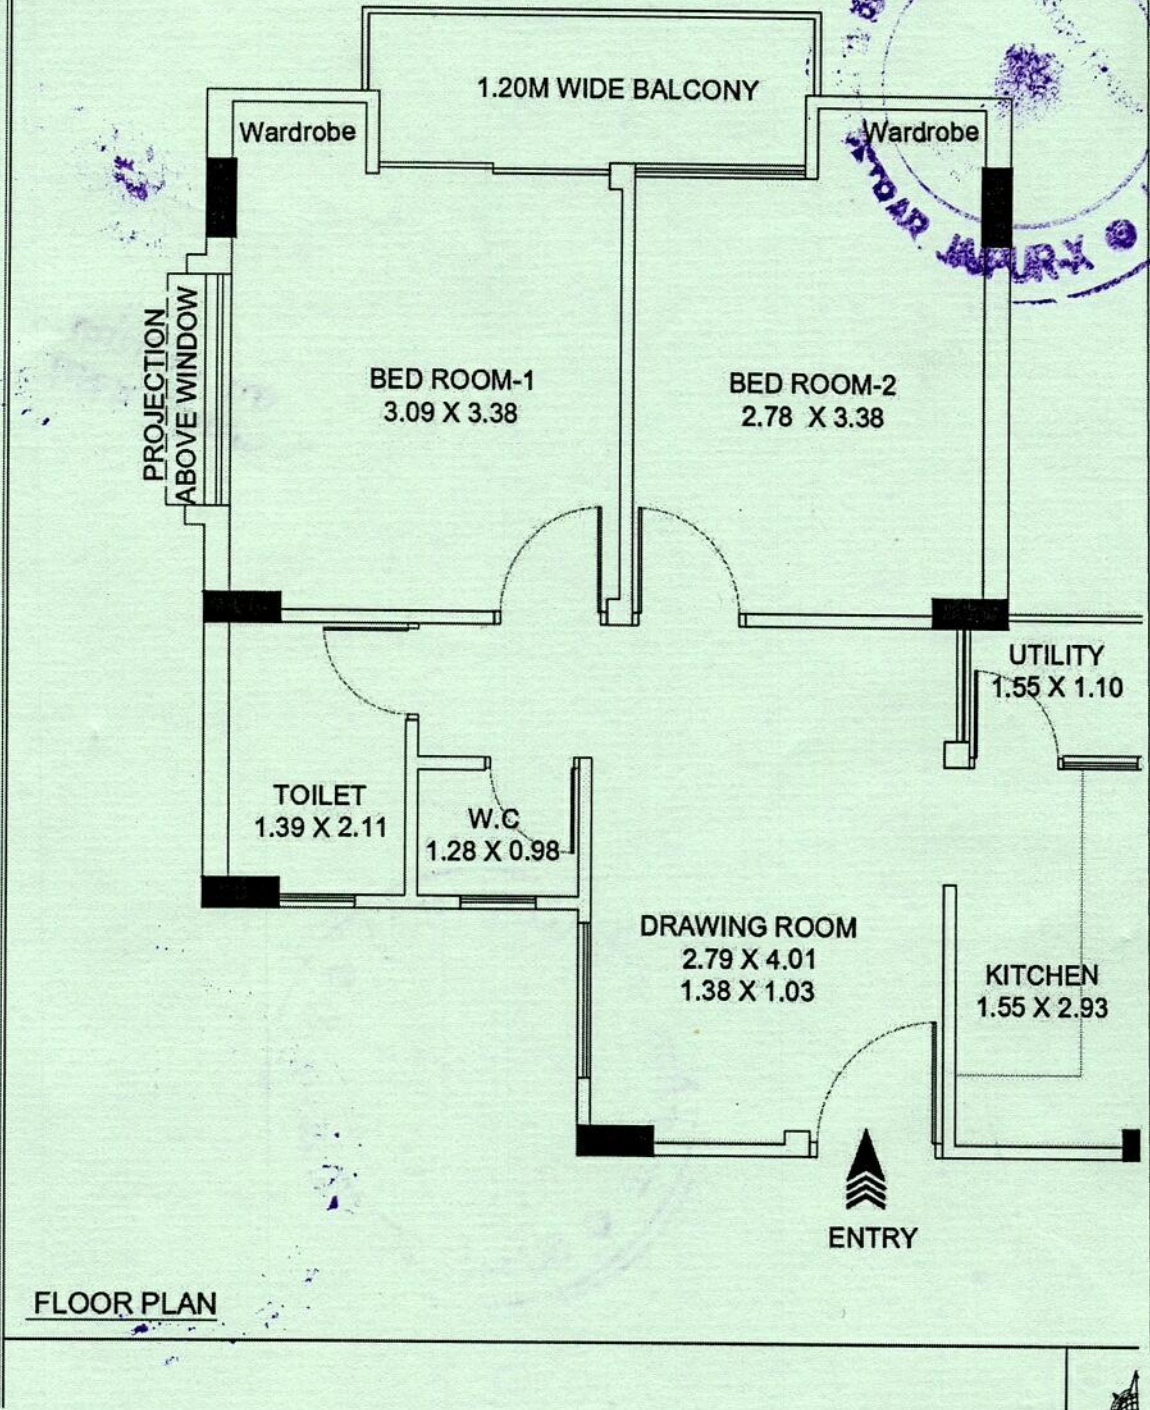 1.20M WIDE BALCONY
Wardrobe
Wardrobe
JAIPUR-X
PROJECTION
ABOVE WINDOW
BED ROOM-1
3.09 X 3.38
BED ROOM-2
2.78 X 3.38
UTILITY
1.55 X 1.10
TOILET
1.39 X 2.11
W.C
1.28 X 0.98
DRAWING ROOM
2.79 X 4.01
1.38 X 1.03
KITCHEN
1.55 X 2.93
ENTRY
FLOOR PLAN